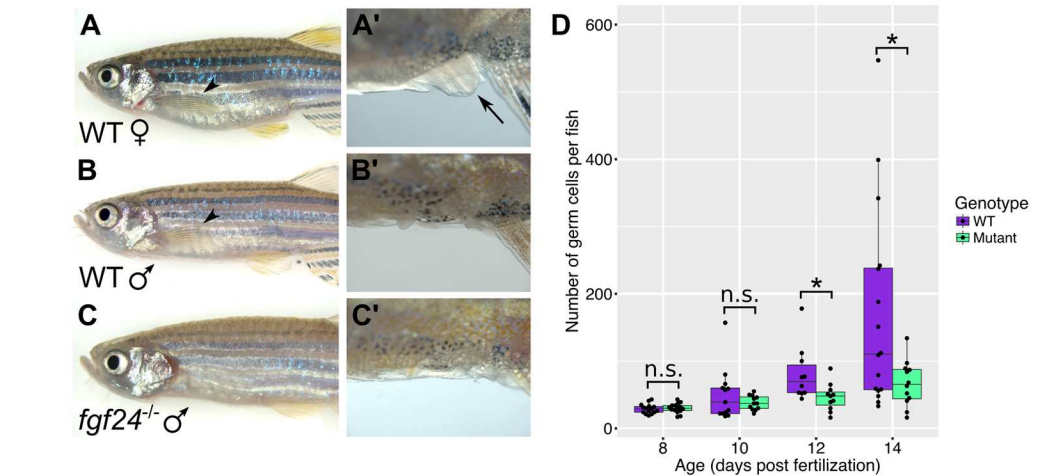 A
WT ♀
A'
B
WT ♂
B'
C
fgf24-/- ♂
C'
D
Number of germ cells per fish
600
400
200
0
n.s.
n.s.
*
*
8
10
12
14
Age (days post fertilization)
Genotype
WT
Mutant